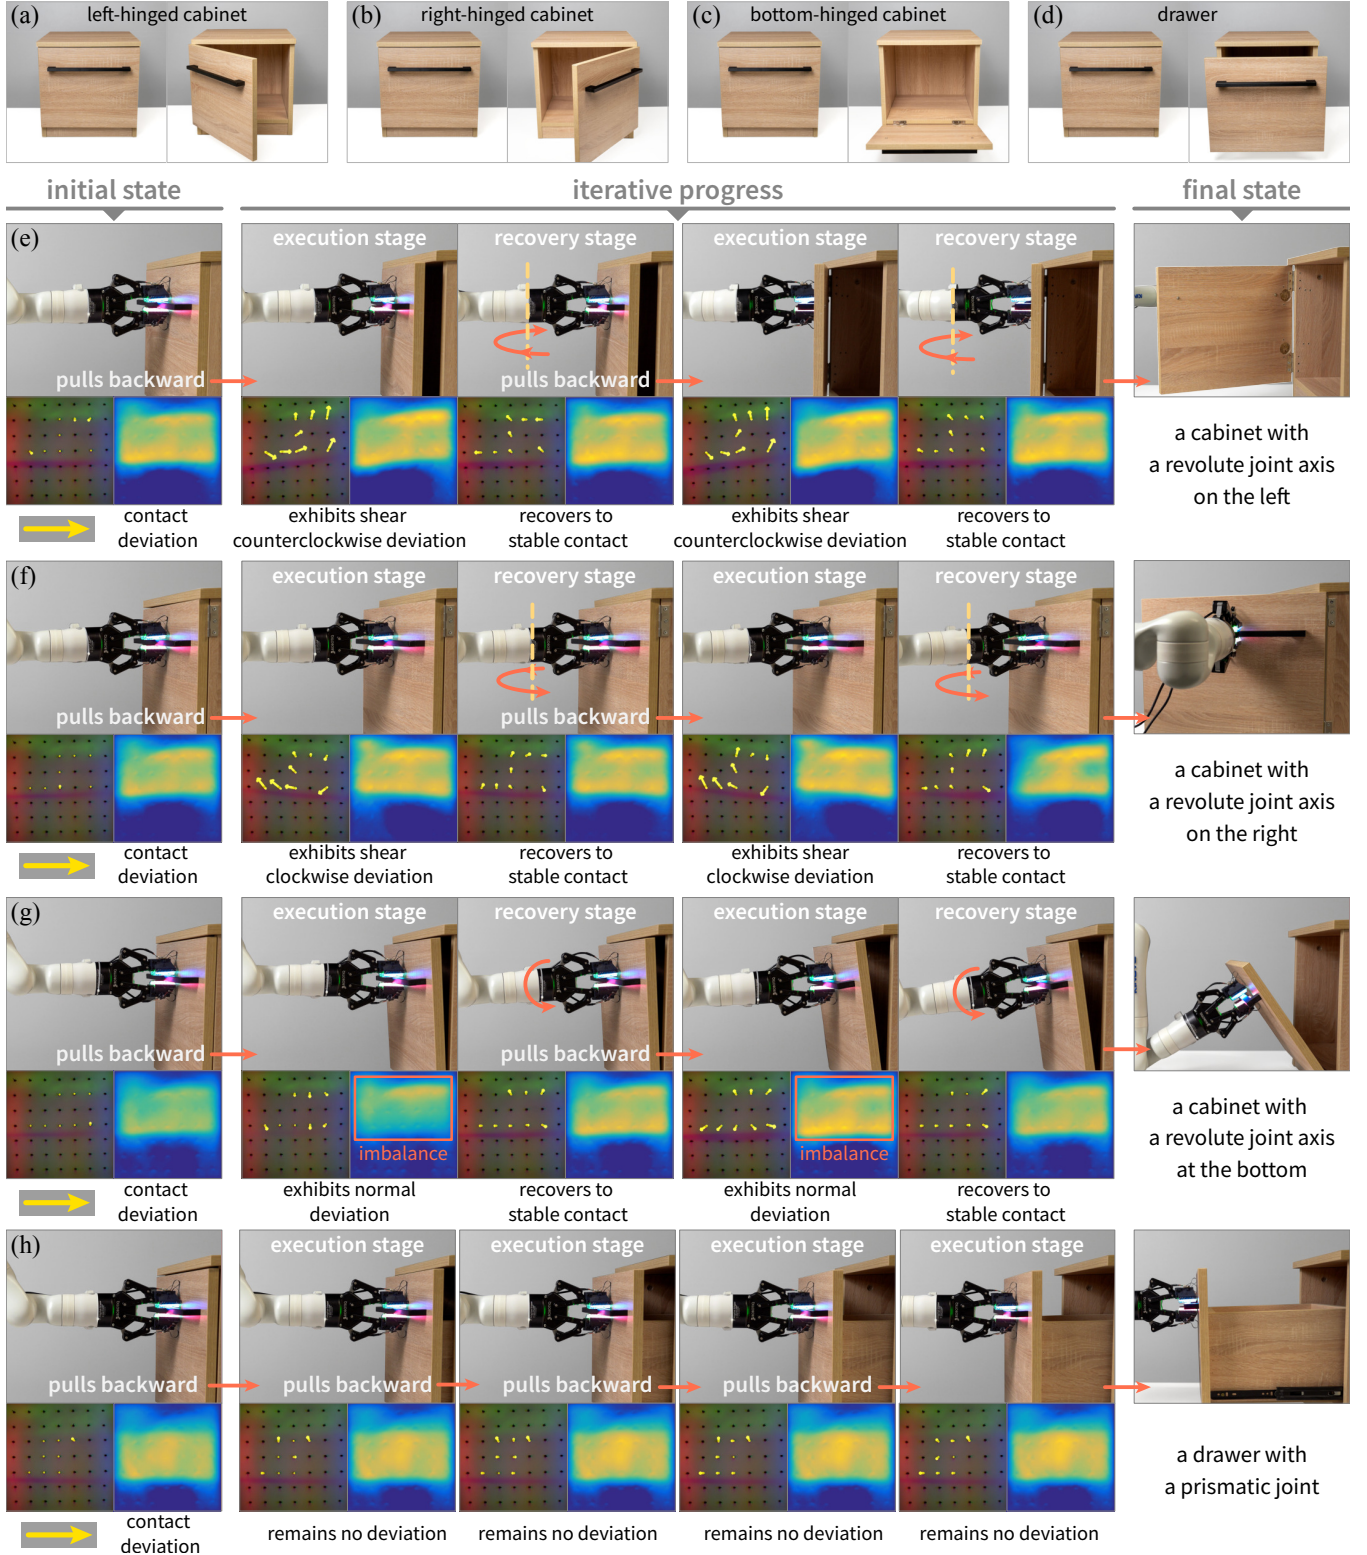 (a) left-hinged cabinet
(b) right-hinged cabinet
(c) bottom-hinged cabinet
(d) drawer
initial state
iterative progress
final state
(e)
execution stage
recovery stage
execution stage
recovery stage
pulls backward
pulls backward
contact
deviation
exhibits shear
counterclockwise deviation
recovers to
stable contact
exhibits shear
counterclockwise deviation
recovers to
stable contact
a cabinet with
a revolute joint axis
on the left
(f)
execution stage
recovery stage
execution stage
recovery stage
pulls backward
pulls backward
contact
deviation
exhibits shear
clockwise deviation
recovers to
stable contact
exhibits shear
clockwise deviation
recovers to
stable contact
a cabinet with
a revolute joint axis
on the right
(g)
execution stage
recovery stage
execution stage
recovery stage
pulls backward
pulls backward
imbalance
imbalance
contact
deviation
exhibits normal
deviation
recovers to
stable contact
exhibits normal
deviation
recovers to
stable contact
a cabinet with
a revolute joint axis
at the bottom
(h)
execution stage
execution stage
execution stage
execution stage
pulls backward
pulls backward
pulls backward
pulls backward
contact
deviation
remains no deviation
remains no deviation
remains no deviation
remains no deviation
a drawer with
a prismatic joint